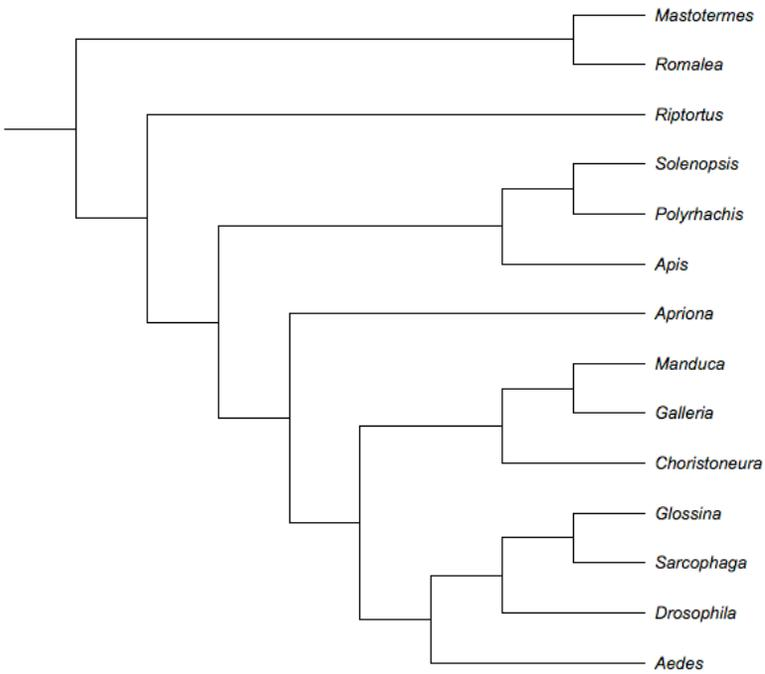 Mastotermes
Romalea
Riptortus
Solenopsis
Polyrhachis
Apis
Apriona
Manduca
Galleria
Choristoneura
Glossina
Sarcophaga
Drosophila
Aedes